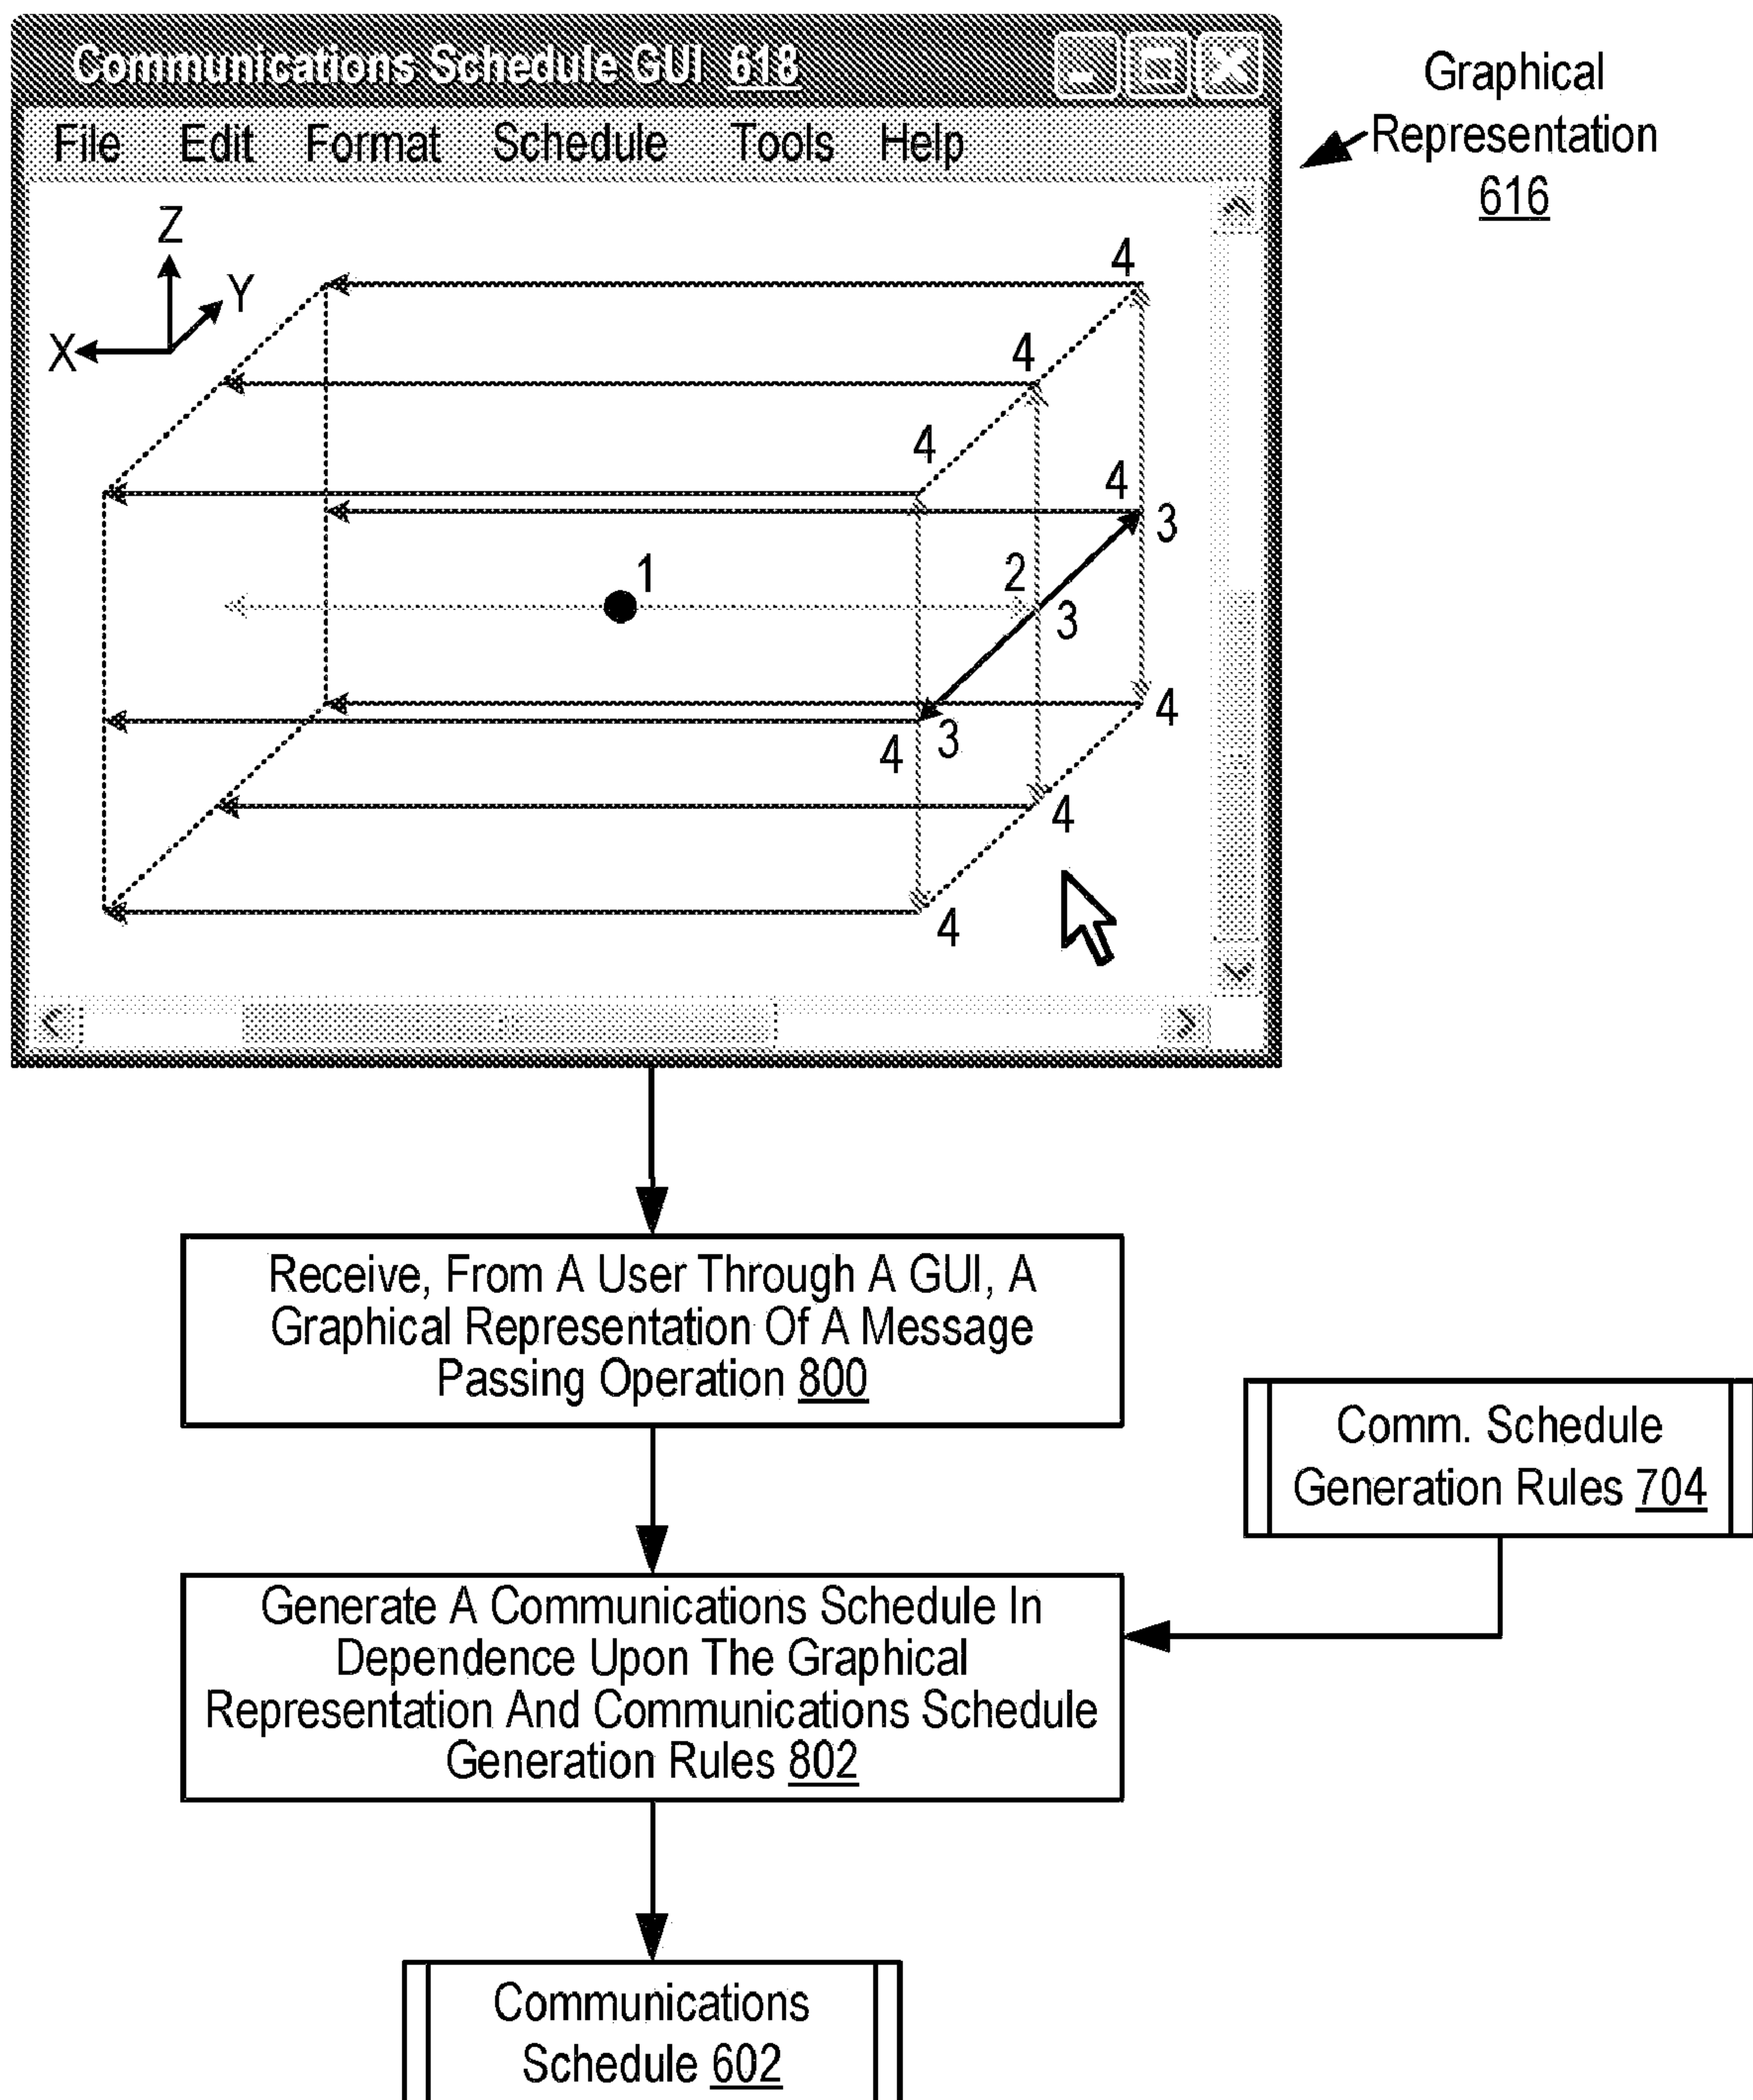 Communications Schedule GUI 618
File Edit Format Schedule Tools Help
Graphical
Representation
616
Z
Y
X
4
4
4
4
3
1
2
3
4
3
4
4
4
Receive, From A User Through A GUI, A
Graphical Representation Of A Message
Passing Operation 800
Comm. Schedule
Generation Rules 704
Generate A Communications Schedule In
Dependence Upon The Graphical
Representation And Communications Schedule
Generation Rules 802
Communications
Schedule 602